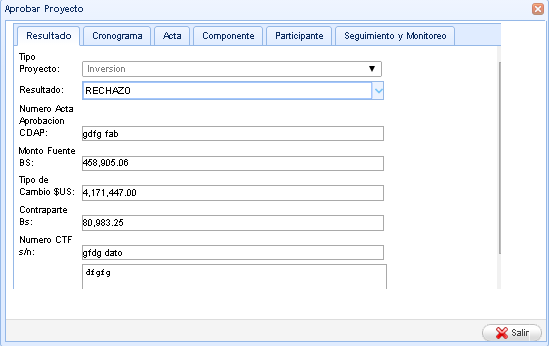 Aprobar Proyecto
Resultado Cronograma Acta Componente Participante Seguimiento y Monitoreo
Tipo
Proyecto: Inversion
Resultado: RECHAZO
Numero Acta
Aprobacion
CDAP: gdfg fab
Monto Fuente
BS: 458,905.06
Tipo de
Cambio $US: 4,171,447.00
Contraparte
Bs: 80,983.25
Numero CTF
s/n: gfdg dato
dfgfg
Salir